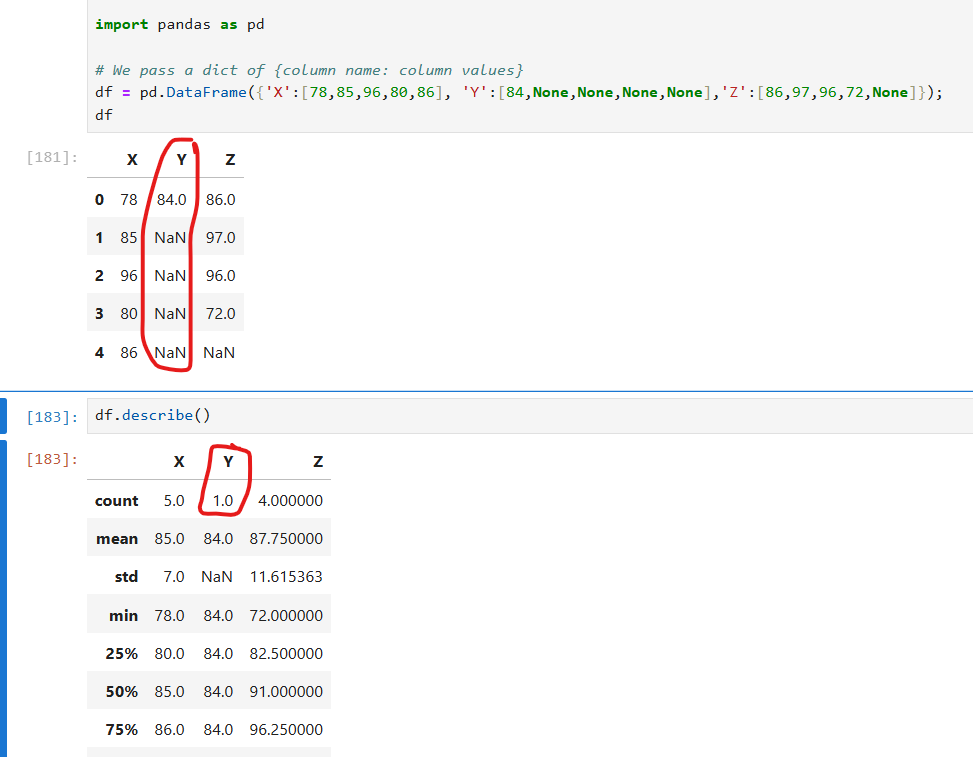 import pandas as pd
# We pass a dict of {column name: column values}
df = pd.DataFrame({'X':[78,85,96,80,86], 'Y':[84,None,None,None,None],'Z':[86,97,96,72,None]});
df
[181]:
X Y Z
0 78 84.0 86.0
1 85 NaN 97.0
2 96 NaN 96.0
3 80 NaN 72.0
4 86 NaN NaN
[183]: df.describe()
[183]:
X Y Z
count 5.0 1.0 4.000000
mean 85.0 84.0 87.750000
std 7.0 NaN 11.615363
min 78.0 84.0 72.000000
25% 80.0 84.0 82.500000
50% 85.0 84.0 91.000000
75% 86.0 84.0 96.250000